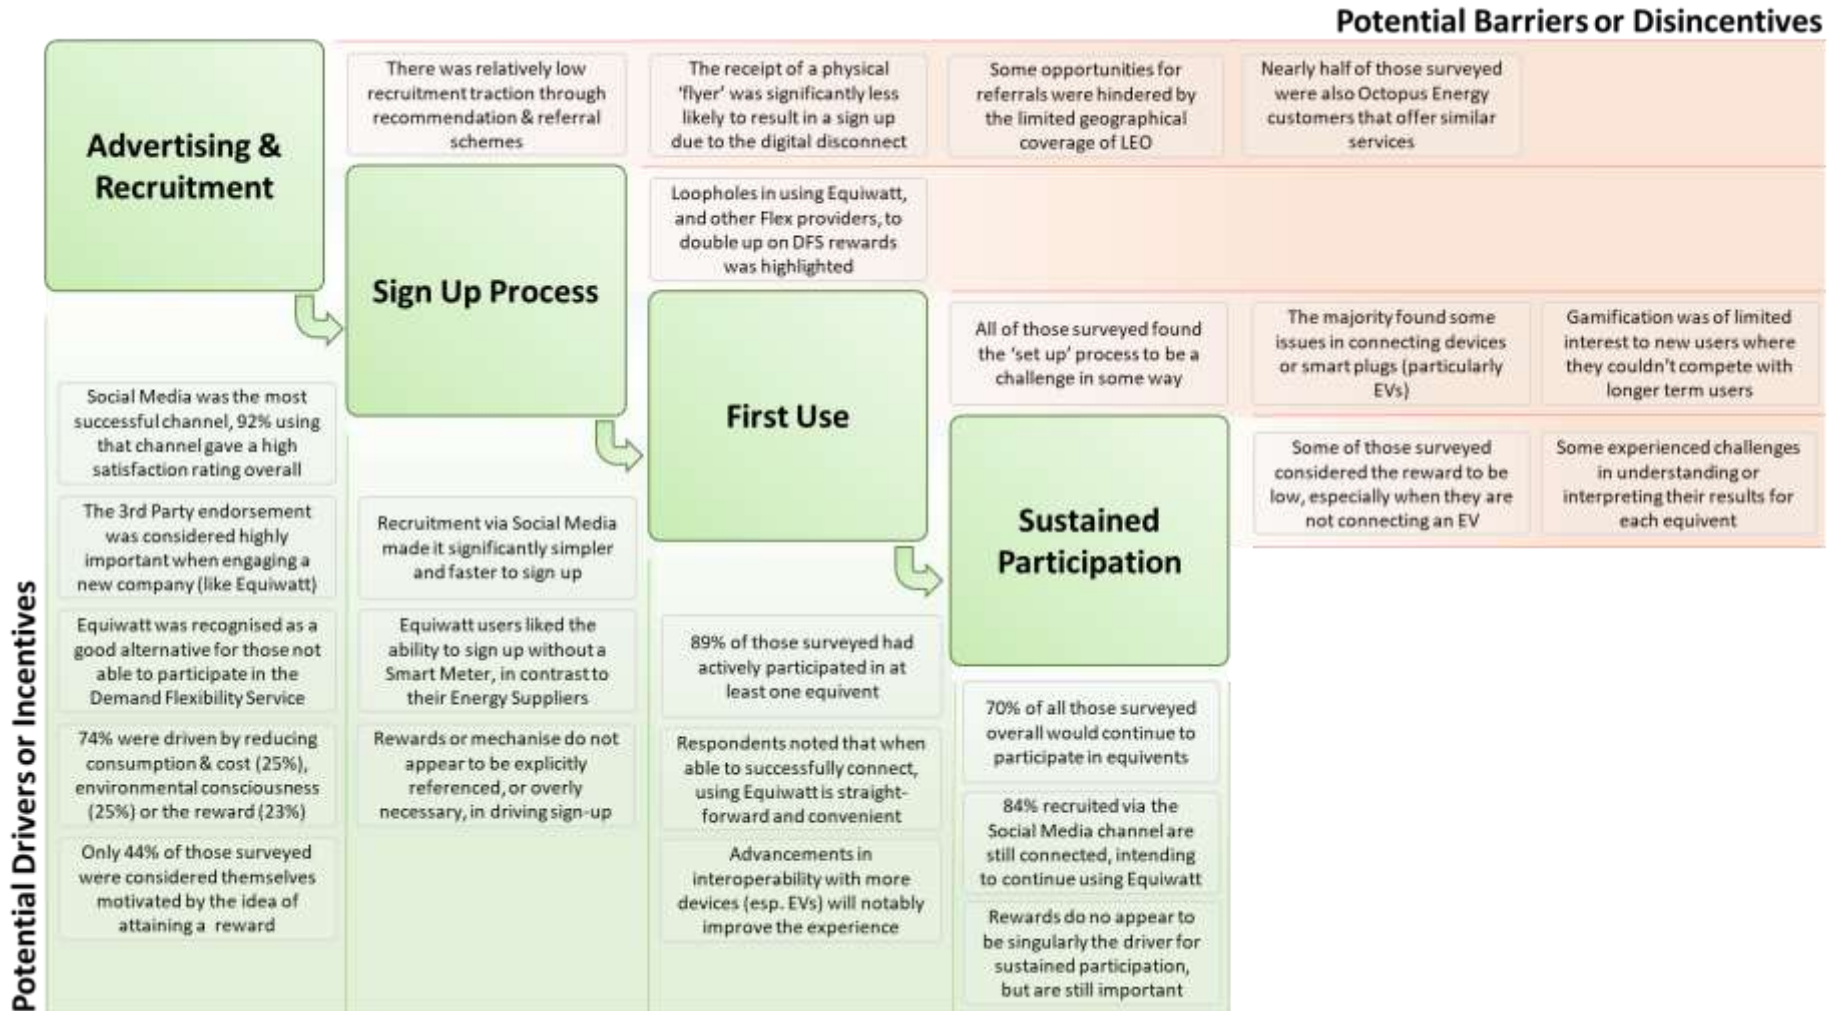 Potential Barriers or Disincentives
Advertising &
Recruitment
There was relatively low
recruitment traction through
recommendation & referral
schemes
The receipt of a physical
'flyer' was significantly less
likely to result in a sign up
due to the digital disconnect
Some opportunities for
referrals were hindered by
the limited geographical
coverage of LEO
Nearly half of those surveyed
were also Octopus Energy
customers that offer similar
services
Sign Up Process
Loopholes in using Equiwatt,
and other Flex providers, to
double up on DFS rewards
was highlighted
First Use
All of those surveyed found
the 'set up' process to be a
challenge in some way
The majority found some
issues in connecting devices
or smart plugs (particularly
EVs)
Gamification was of limited
interest to new users where
they couldn't compete with
longer term users
Sustained
Participation
Some of those surveyed
considered the reward to be
low, especially when they are
not connecting an EV
Some experienced challenges
in understanding or
interpreting their results for
each equivent
Potential Drivers or Incentives
Social Media was the most
successful channel, 92% using
that channel gave a high
satisfaction rating overall
The 3rd Party endorsement
was considered highly
important when engaging a
new company (like Equiwatt)
Equiwatt was recognised as a
good alternative for those not
able to participate in the
Demand Flexibility Service
74% were driven by reducing
consumption & cost (25%),
environmental consciousness
(25%) or the reward (23%)
Only 44% of those surveyed
were considered themselves
motivated by the idea of
attaining a reward
Recruitment via Social Media
made it significantly simpler
and faster to sign up
Equiwatt users liked the
ability to sign up without a
Smart Meter, in contrast to
their Energy Suppliers
Rewards or mechanise do not
appear to be explicitly
referenced, or overly
necessary, in driving sign-up
89% of those surveyed had
actively participated in at
least one equivent
Respondents noted that when
able to successfully connect,
using Equiwatt is straight-
forward and convenient
Advancements in
interoperability with more
devices (esp. EVs) will notably
improve the experience
70% of all those surveyed
overall would continue to
participate in equivents
84% recruited via the
Social Media channel are
still connected, intending
to continue using Equiwatt
Rewards do no appear to
be singularly the driver for
sustained participation,
but are still important